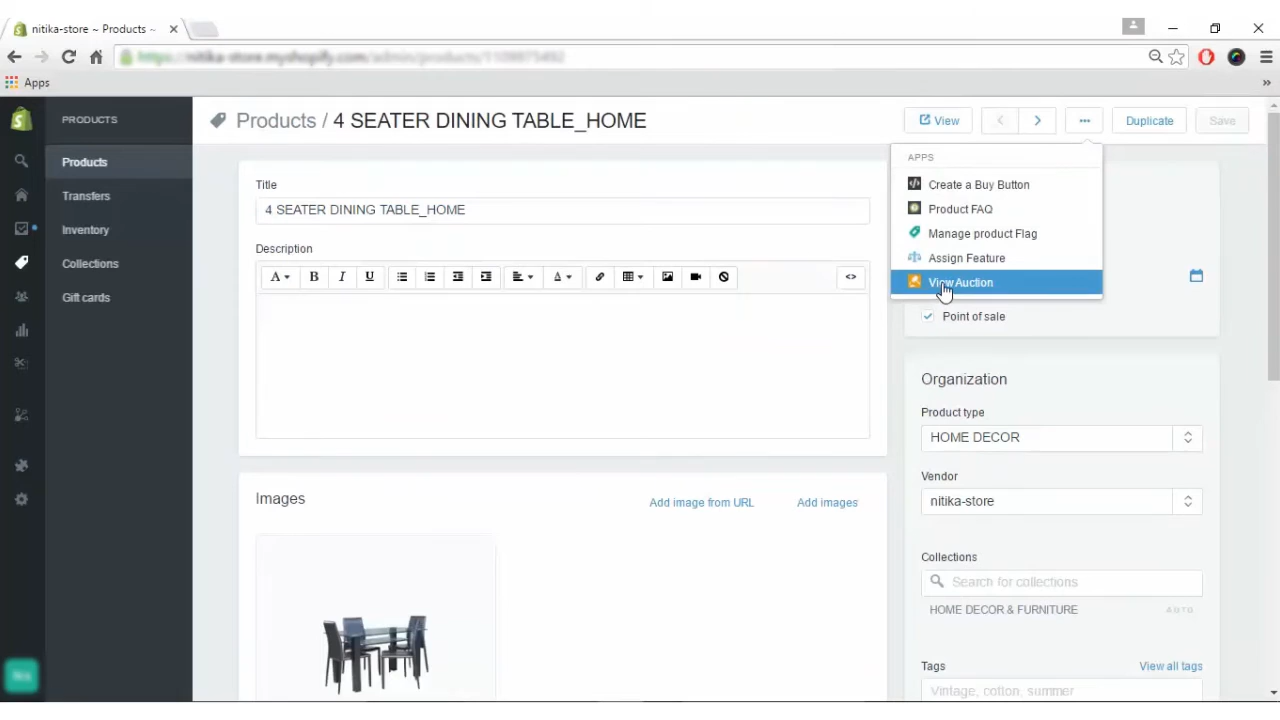 nitika-store ~ Products ~
Apps
PRODUCTS
Products
Transfers
Inventory
Collections
Gift cards
Products / 4 SEATER DINING TABLE_HOME
View
Duplicate
Save
APPS
Create a Buy Button
Product FAQ
Manage product Flag
Assign Feature
View Auction
Point of sale
Title
4 SEATER DINING TABLE_HOME
Description
A
B
I
U
A
<>
Images
Add image from URL
Add images
Organization
Product type
HOME DECOR
Vendor
nitika-store
Collections
Search for collections
HOME DECOR & FURNITURE
AUTO
Tags
View all tags
Vintage, cotton, summer